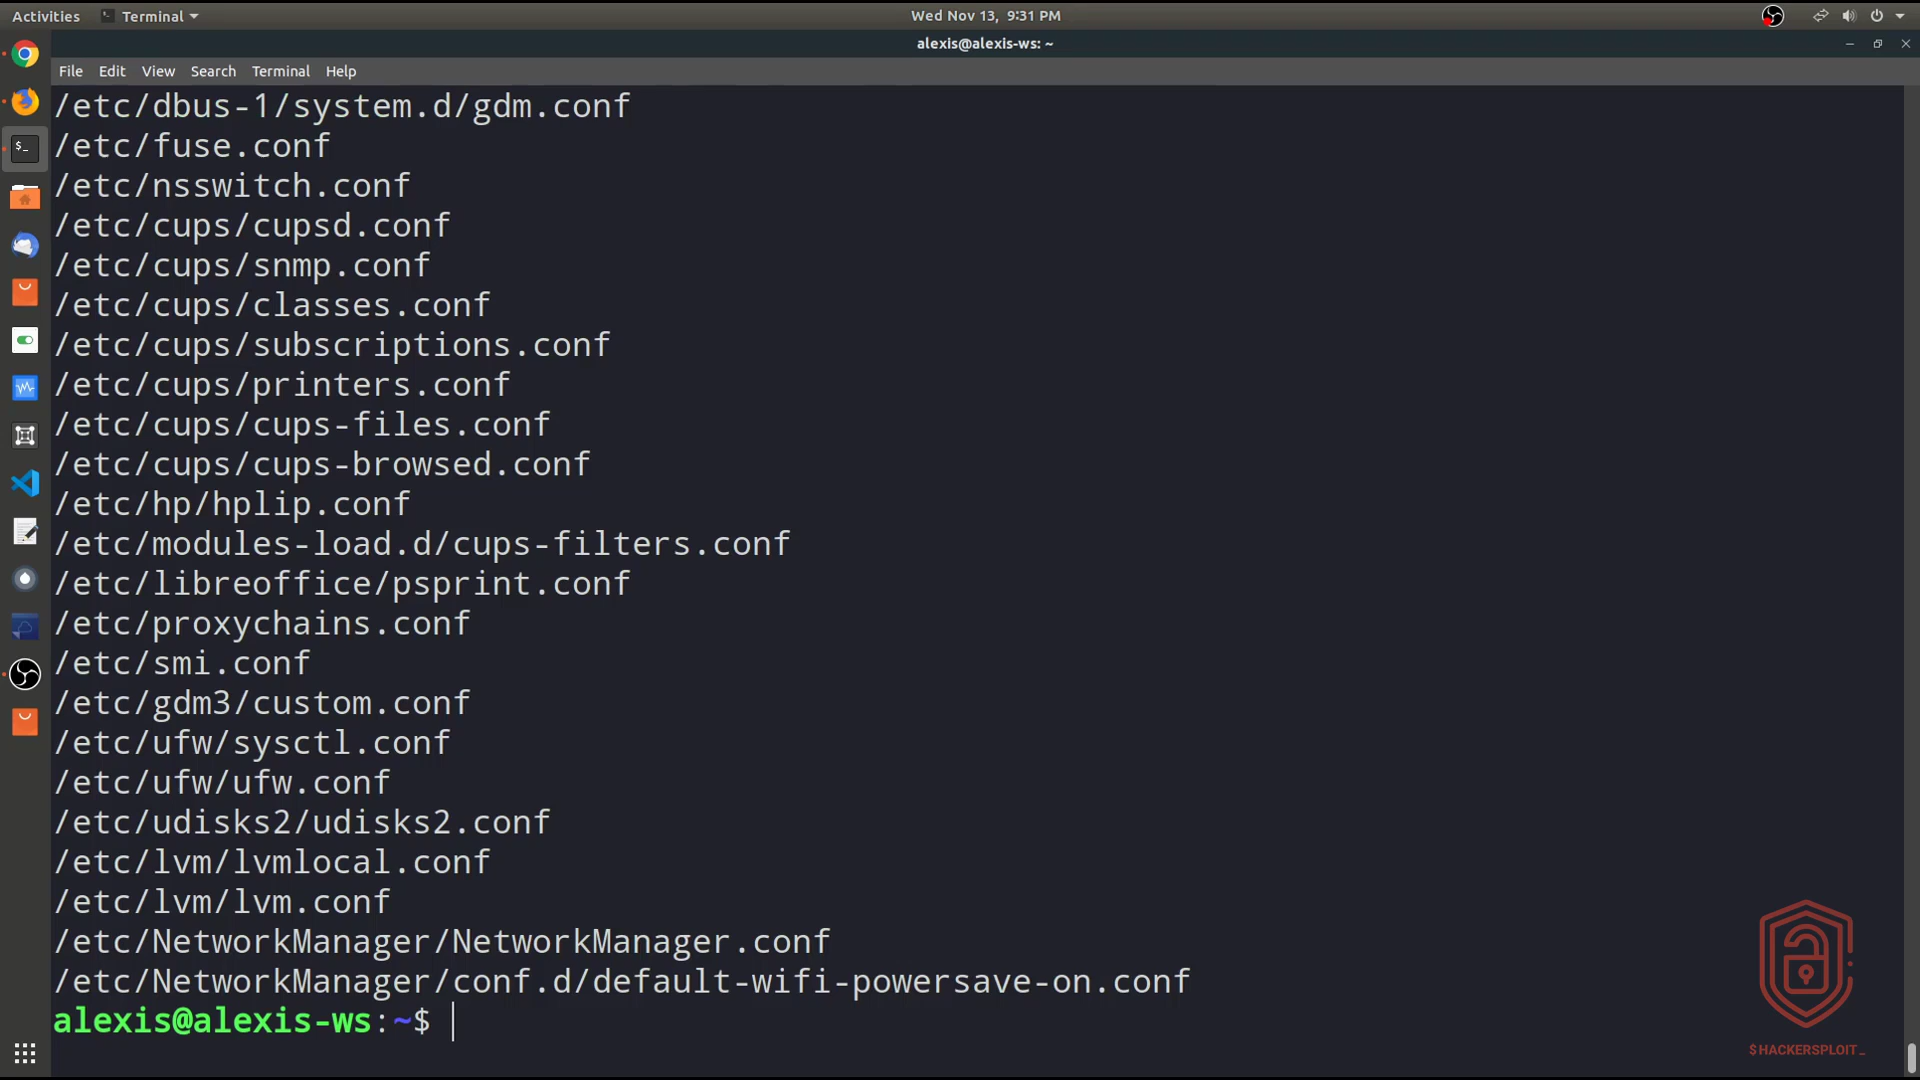 Activities
Terminal
Wed Nov 13, 9:31 PM
alexis@alexis-ws: ~
File Edit View Search Terminal Help
/etc/dbus-1/system.d/gdm.conf
/etc/fuse.conf
/etc/nsswitch.conf
/etc/cups/cupsd.conf
/etc/cups/snmp.conf
/etc/cups/classes.conf
/etc/cups/subscriptions.conf
/etc/cups/printers.conf
/etc/cups/cups-files.conf
/etc/cups/cups-browsed.conf
/etc/hp/hplip.conf
/etc/modules-load.d/cups-filters.conf
/etc/libreoffice/psprint.conf
/etc/proxychains.conf
/etc/smi.conf
/etc/gdm3/custom.conf
/etc/ufw/sysctl.conf
/etc/ufw/ufw.conf
/etc/udisks2/udisks2.conf
/etc/lvm/lvmlocal.conf
/etc/lvm/lvm.conf
/etc/NetworkManager/NetworkManager.conf
/etc/NetworkManager/conf.d/default-wifi-powersave-on.conf
alexis@alexis-ws:~$
$HACKERSPLOIT_